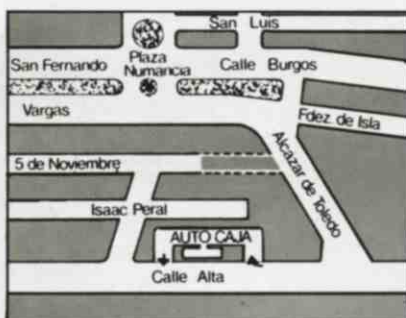 San Luis
San Fernando
Plaza
Numancia
Calle Burgos
Vargas
Fdez. de Isla
Alcazar de Toledo
5 de Noviembre
Isaac Peral
AUTO CAJA
Calle Alta